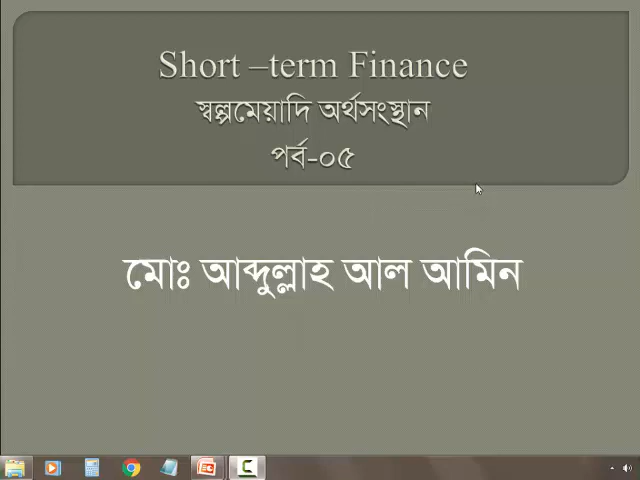 Short –term Finance
স্বল্পমেয়াদি অর্থসংস্থান
পর্ব-০৫
মোঃ আব্দুল্লাহ আল আমিন